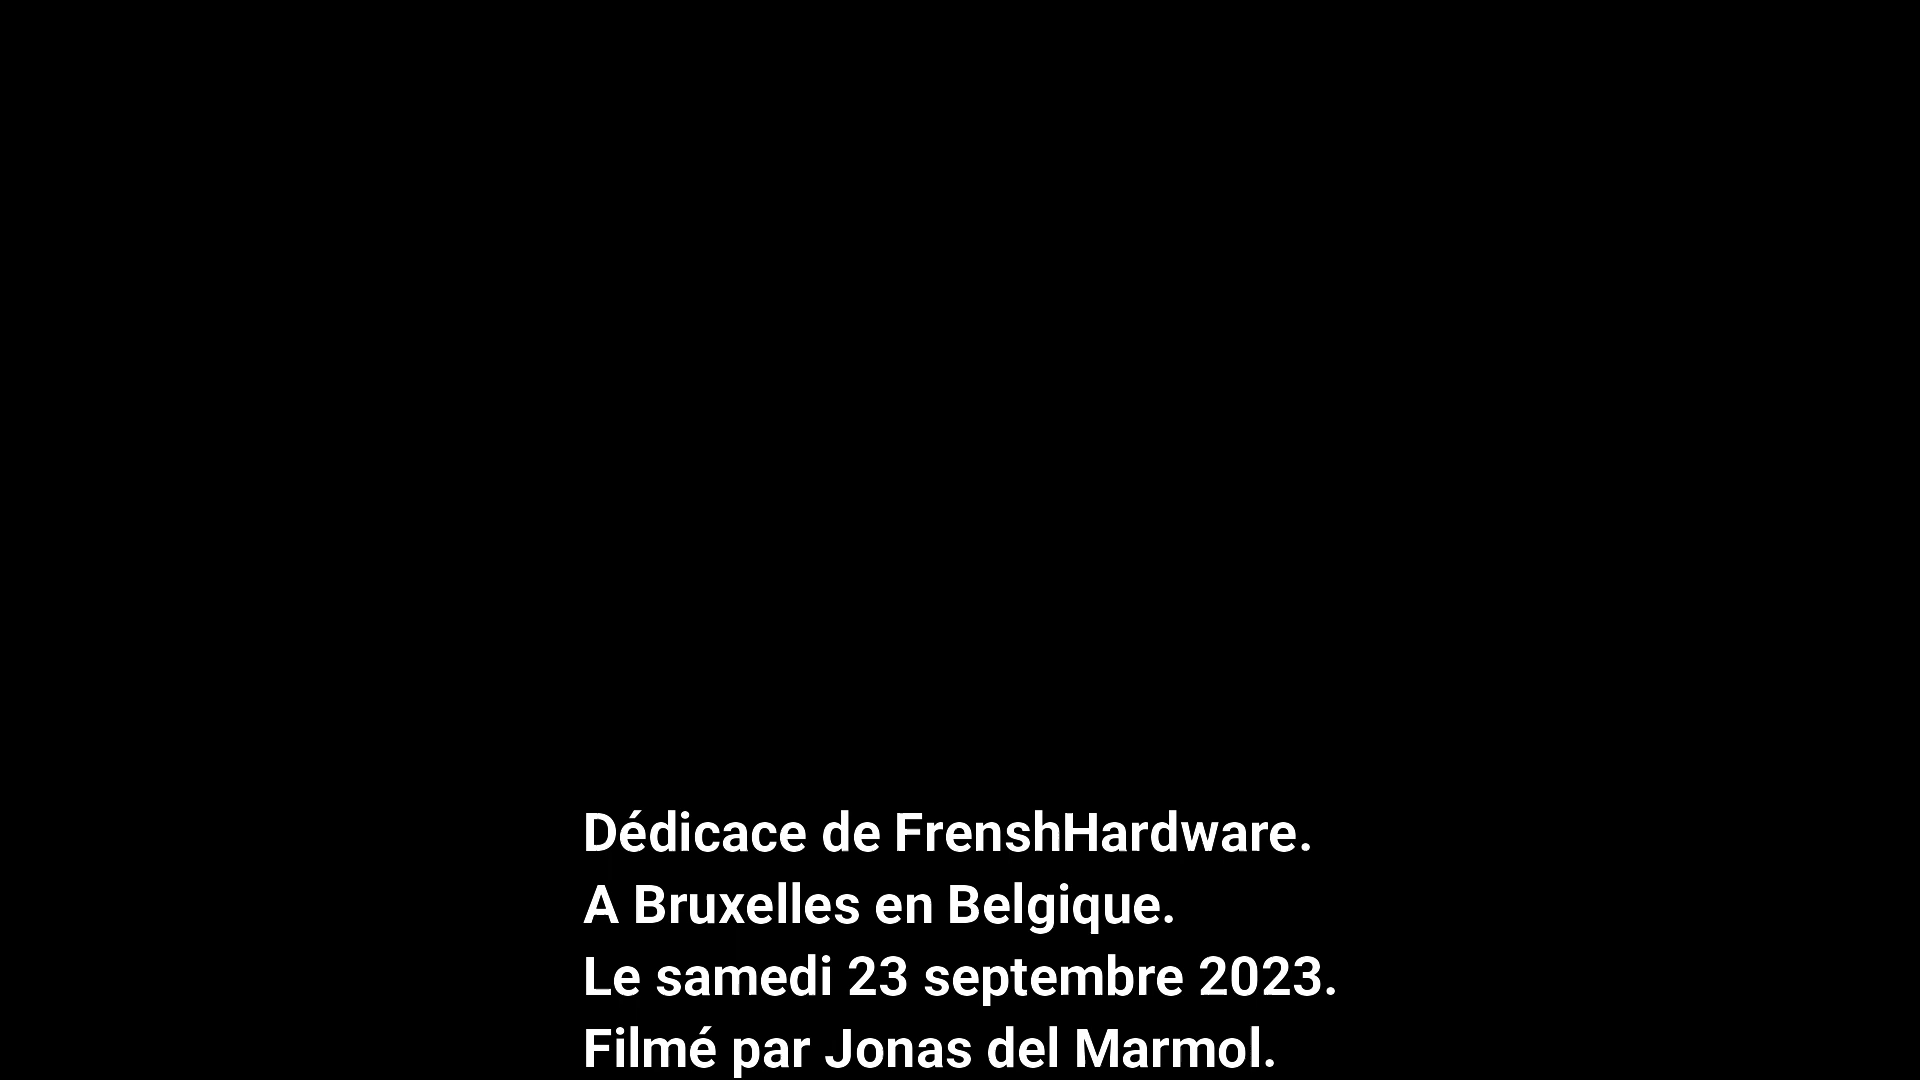 Dédicace de FrenshHardware.
A Bruxelles en Belgique.
Le samedi 23 septembre 2023.
Filmé par Jonas del Marmol.